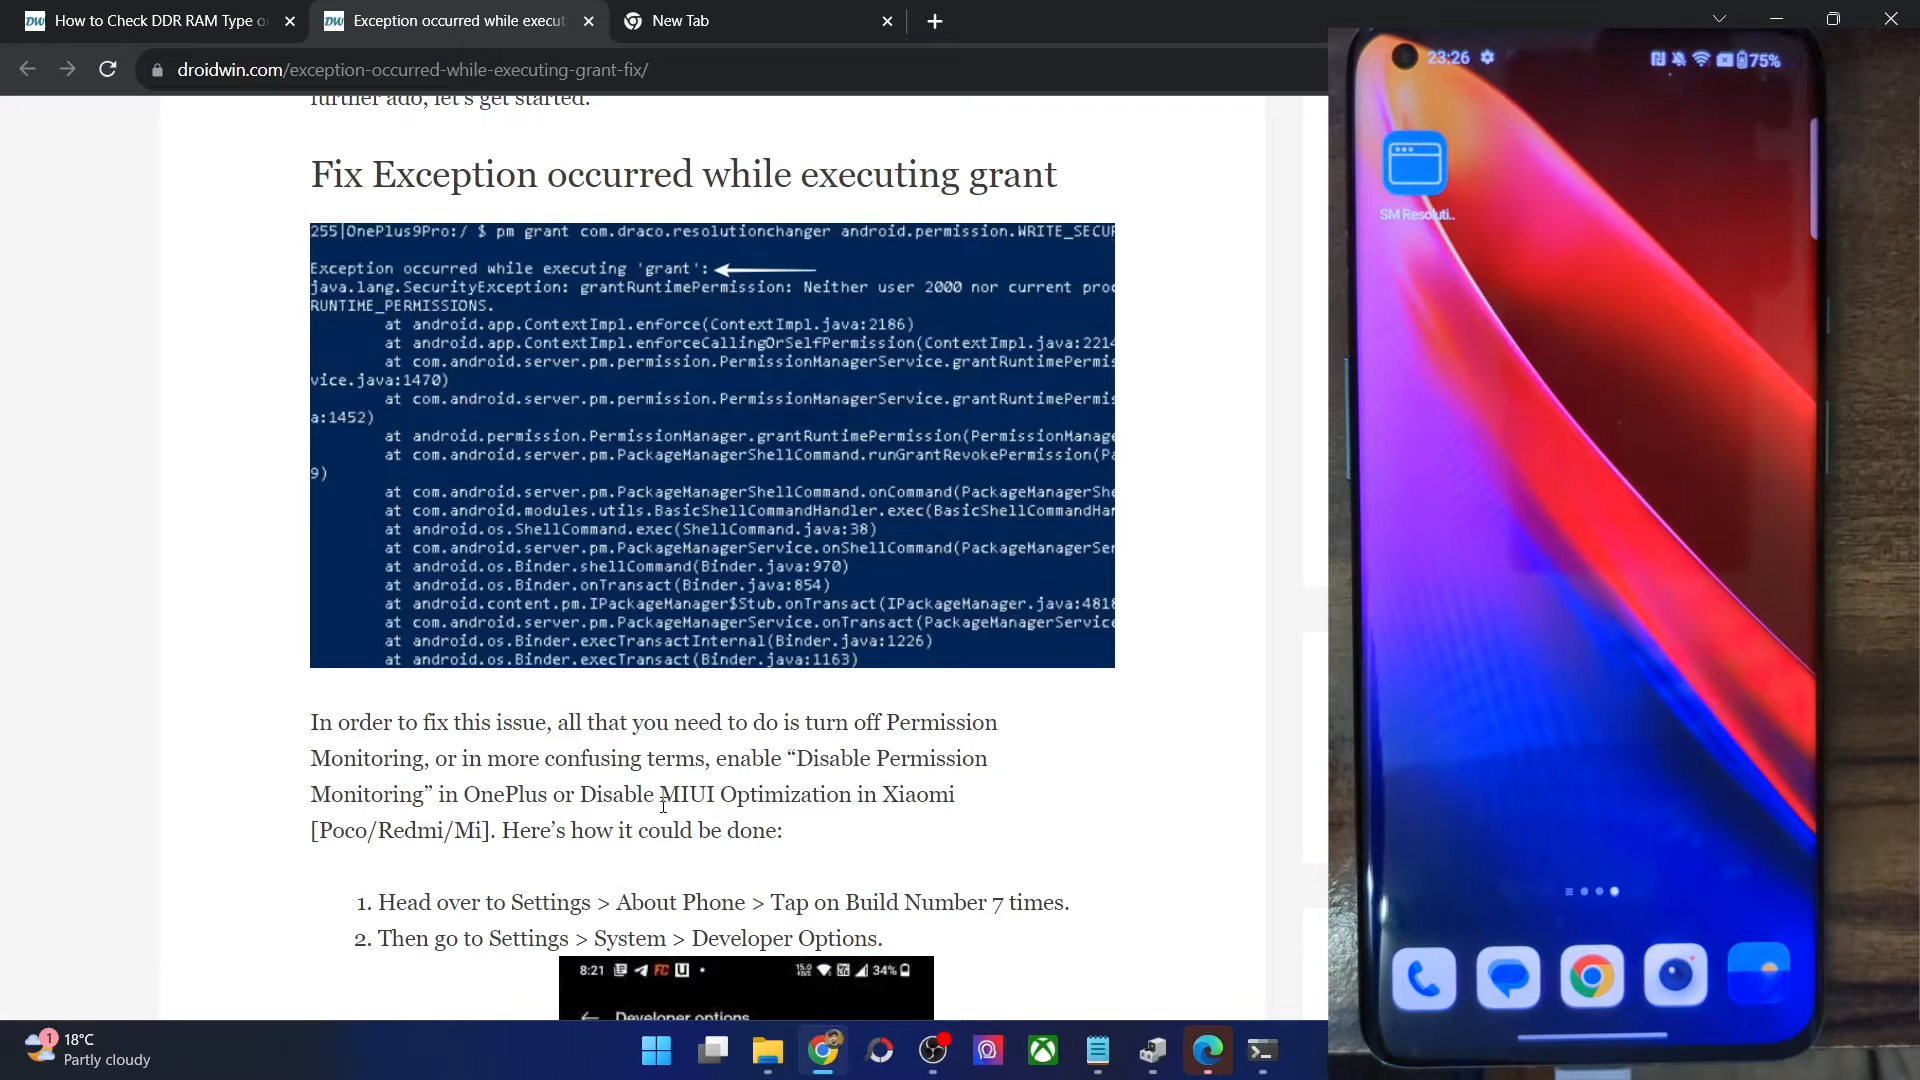 DW How to Check DDR RAM Type o
DW Exception occurred while execut
New Tab
droidwin.com/exception-occurred-while-executing-grant-fix/
further ado, let's get started.
Fix Exception occurred while executing grant
255|OnePlus9Pro:/ $ pm grant com.draco.resolutionchanger android.permission.WRITE_SECUR
Exception occurred while executing 'grant':
java.lang.SecurityException: grantRuntimePermission: Neither user 2000 nor current proc
RUNTIME_PERMISSIONS.
at android.app.ContextImpl.enforce(ContextImpl.java:2186)
at android.app.ContextImpl.enforceCallingOrSelfPermission(ContextImpl.java:2214
at com.android.server.pm.permission.PermissionManagerService.grantRuntimePermis
vice.java:1470)
at com.android.server.pm.permission.PermissionManagerService.grantRuntimePermis
a:1452)
at android.permission.PermissionManager.grantRuntimePermission(PermissionManage
at com.android.server.pm.PackageManagerShellCommand.runGrantRevokePermission(Pa
9)
at com.android.server.pm.PackageManagerShellCommand.onCommand(PackageManagerShe
at com.android.modules.utils.BasicShellCommandHandler.exec(BasicShellCommandHan
at android.os.ShellCommand.exec(ShellCommand.java:38)
at com.android.server.pm.PackageManagerService.onShellCommand(PackageManagerSer
at android.os.Binder.shellCommand(Binder.java:970)
at android.os.Binder.onTransact(Binder.java:854)
at android.content.pm.IPackageManager$Stub.onTransact(IPackageManager.java:4818
at com.android.server.pm.PackageManagerService.onTransact(PackageManagerService
at android.os.Binder.execTransactInternal(Binder.java:1226)
at android.os.Binder.execTransact(Binder.java:1163)
In order to fix this issue, all that you need to do is turn off Permission
Monitoring, or in more confusing terms, enable “Disable Permission
Monitoring” in OnePlus or Disable MIUI Optimization in Xiaomi
[Poco/Redmi/Mi]. Here’s how it could be done:
1. Head over to Settings > About Phone > Tap on Build Number 7 times.
2. Then go to Settings > System > Developer Options.
8:21 FC U 15.0 34%
Developer options
1 18°C
Partly cloudy
23:26 75%
SM Resoluti..